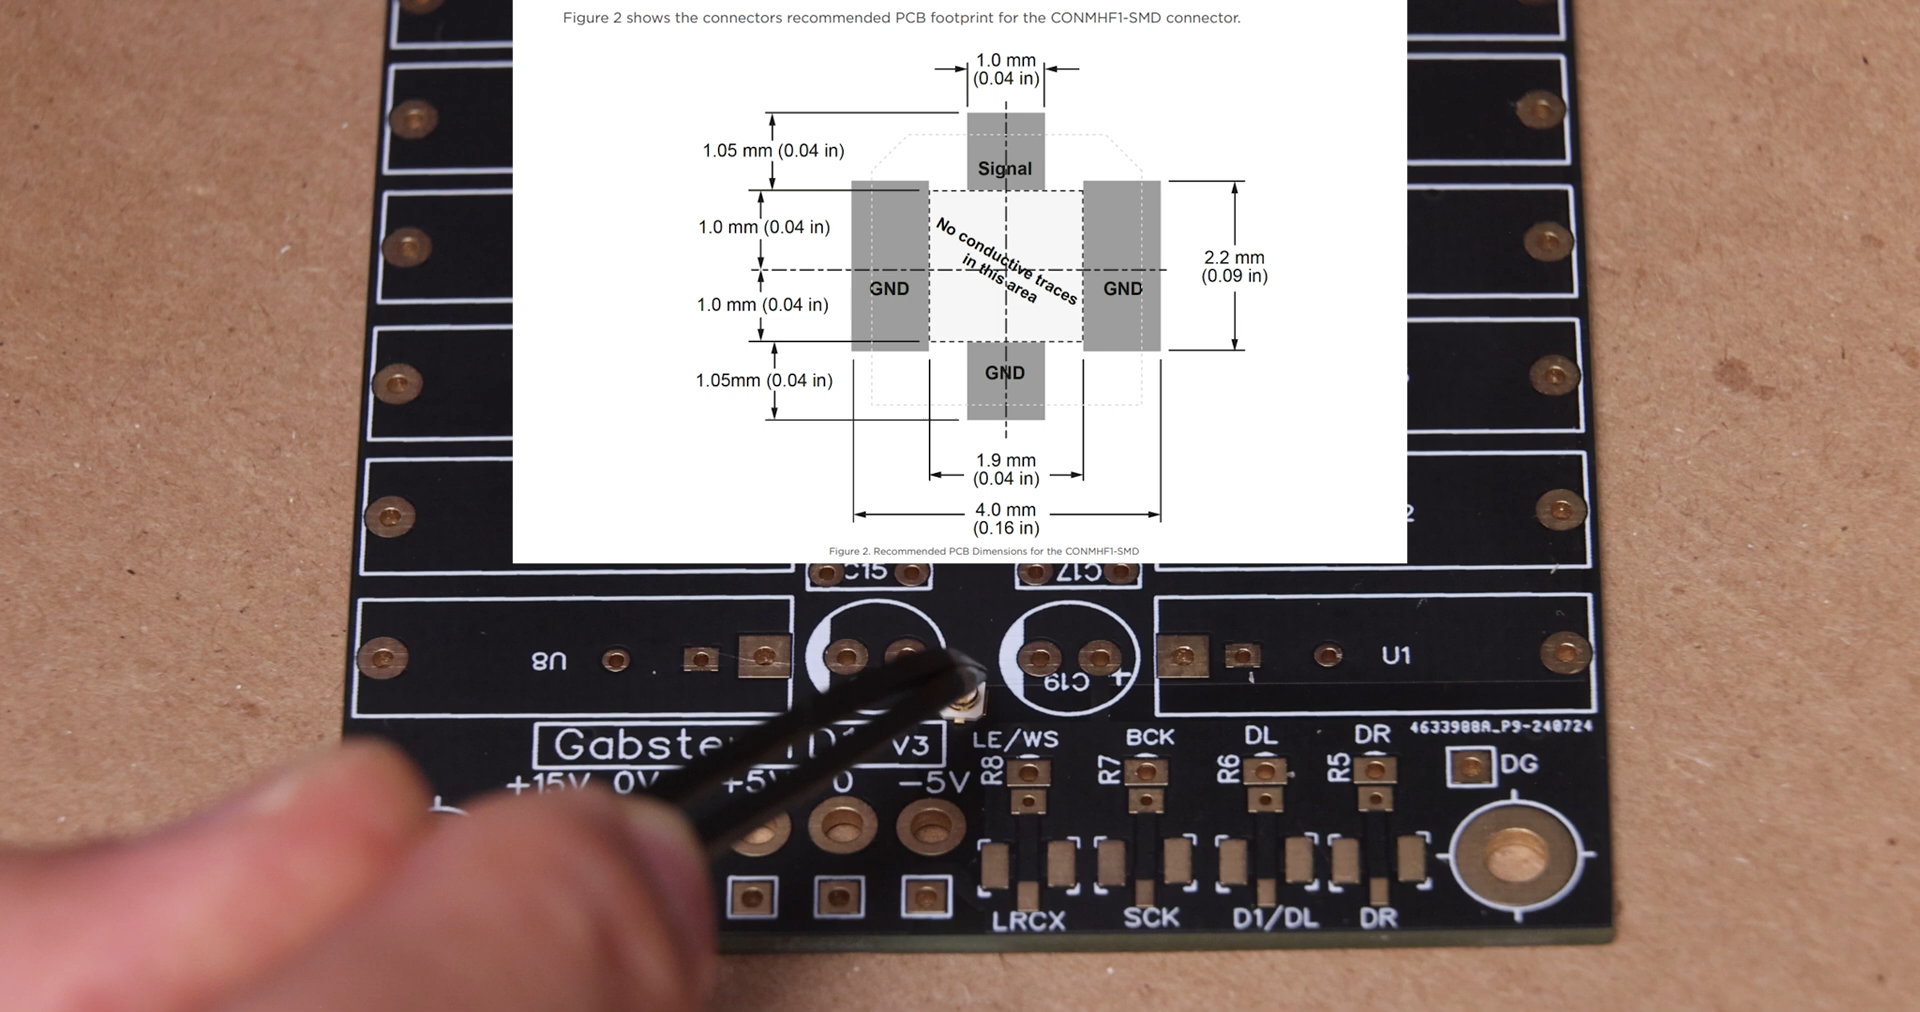 Figure 2 shows the connectors recommended PCB footprint for the CONMHF1-SMD connector.
1.0 mm
(0.04 in)
1.05 mm (0.04 in)
Signal
1.0 mm (0.04 in)
No conductive traces
in this area
2.2 mm
(0.09 in)
GND
GND
1.0 mm (0.04 in)
GND
1.05mm (0.04 in)
1.9 mm
(0.04 in)
4.0 mm
(0.16 in)
Figure 2. Recommended PCB Dimensions for the CONMHF1-SMD
2
C15
C17
U8
C19
+
U1
4633988A_P9-240724
v3
LE/WS
BCK
DL
DR
R8
R7
R6
R5
DG
+15V 0V +5V 0 -5V
LRCX
SCK
D1/DL
DR